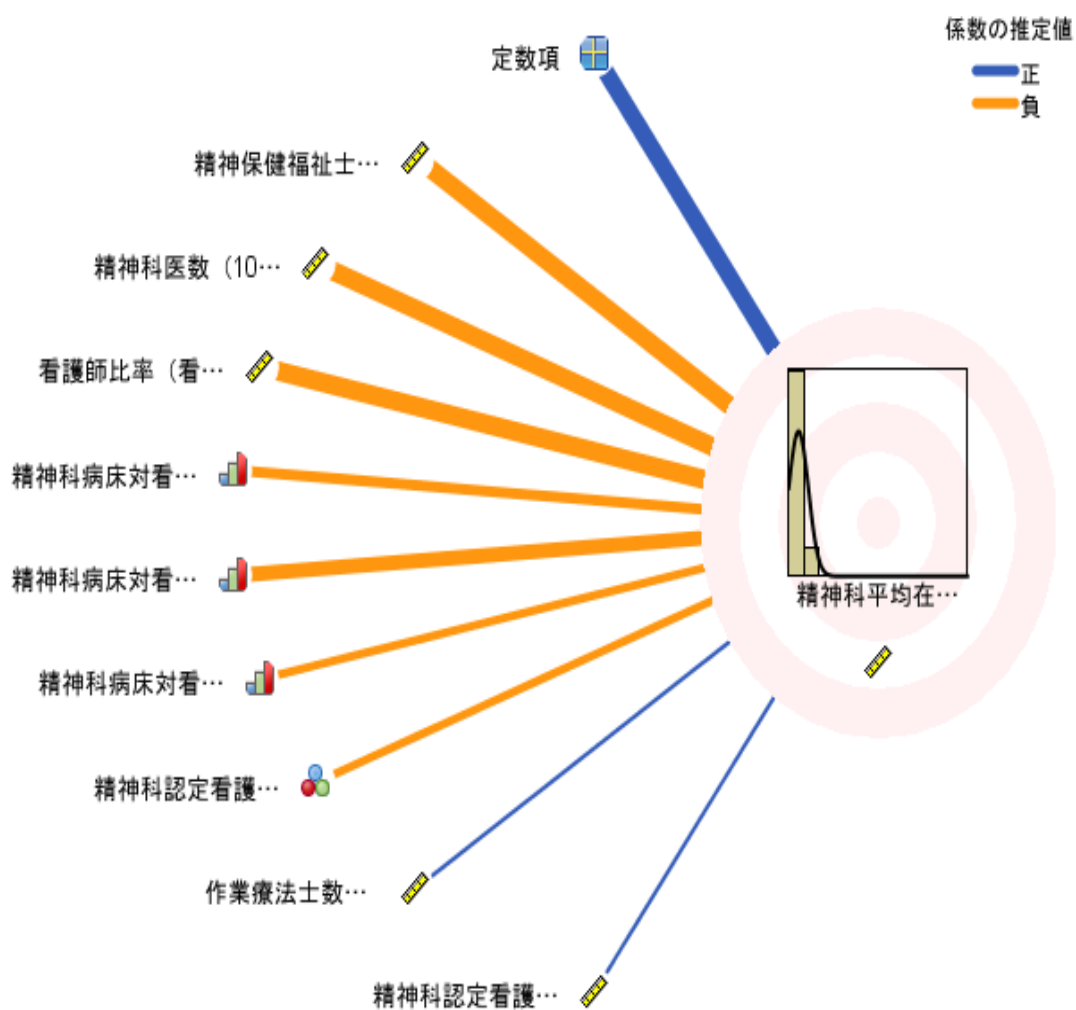 係数の推定値
正
負
定数項
精神保健福祉士…
精神科医数（10…
看護師比率（看…
精神科病床対看…
精神科病床対看…
精神科病床対看…
精神科認定看護…
作業療法士数…
精神科認定看護…
精神科平均在…